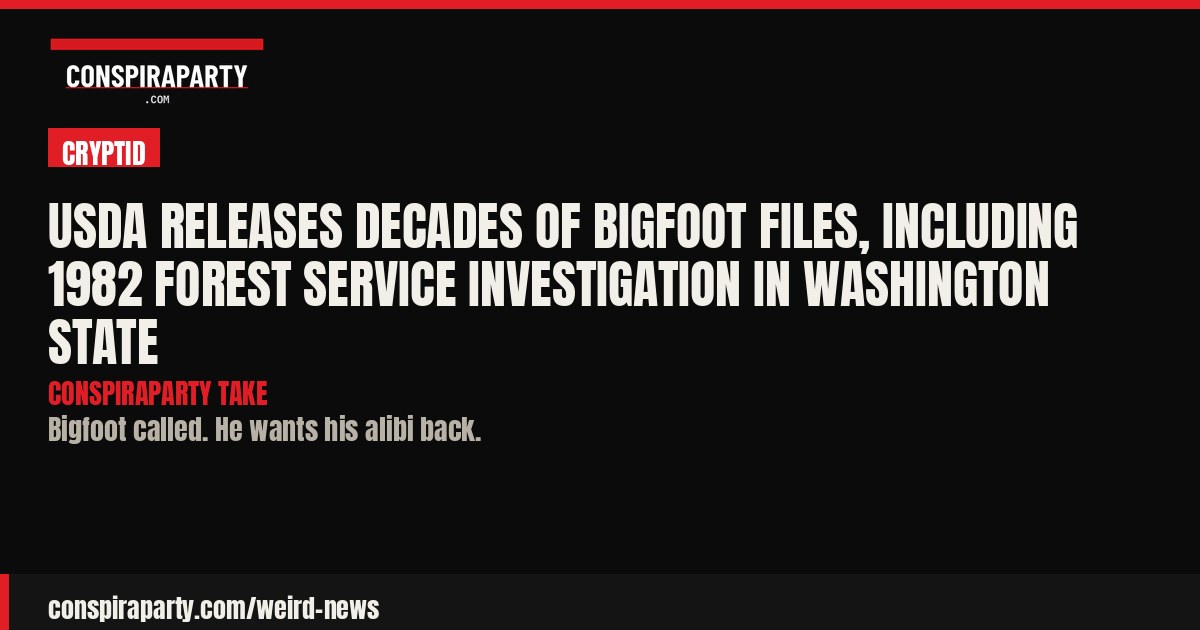 CONSPIRAPARTY
.COM
CRYPTID
USDA RELEASES DECADES OF BIGFOOT FILES, INCLUDING
1982 FOREST SERVICE INVESTIGATION IN WASHINGTON
STATE
CONSPIRAPARTY TAKE
Bigfoot called. He wants his alibi back.
conspiraparty.com/weird-news